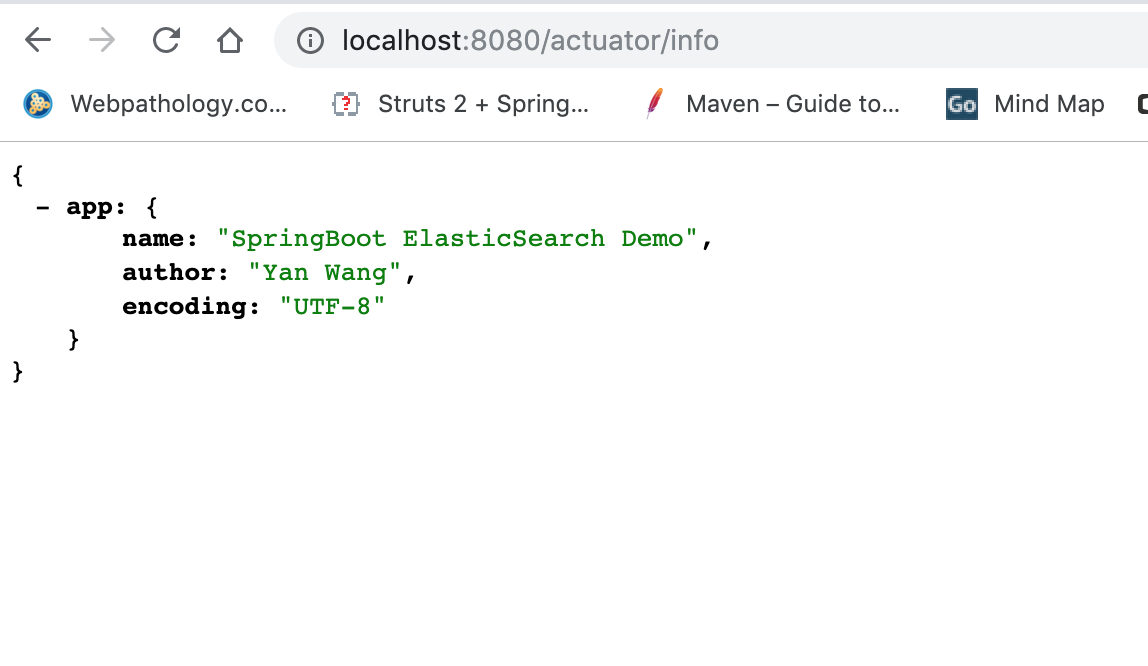 localhost:8080/actuator/info
Webpathology.co... Struts 2 + Spring... Maven – Guide to... Go Mind Map
{
- app: {
name: "SpringBoot ElasticSearch Demo",
author: "Yan Wang",
encoding: "UTF-8"
}
}